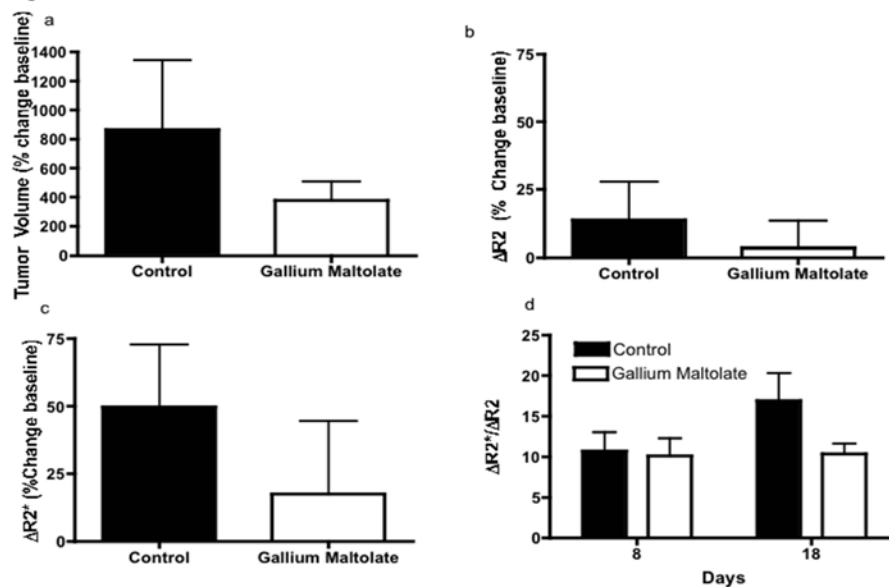 a
Tumor Volume (% change baseline)
1400
1200
1000
800
600
400
200
0
Control
Gallium Maltolate
b
ΔR2 (% Change baseline)
75
50
25
0
Control
Gallium Maltolate
c
ΔR2* (%Change baseline)
75
50
25
0
Control
Gallium Maltolate
d
ΔR2*/ΔR2
25
20
15
10
5
0
Control
Gallium Maltolate
8
18
Days